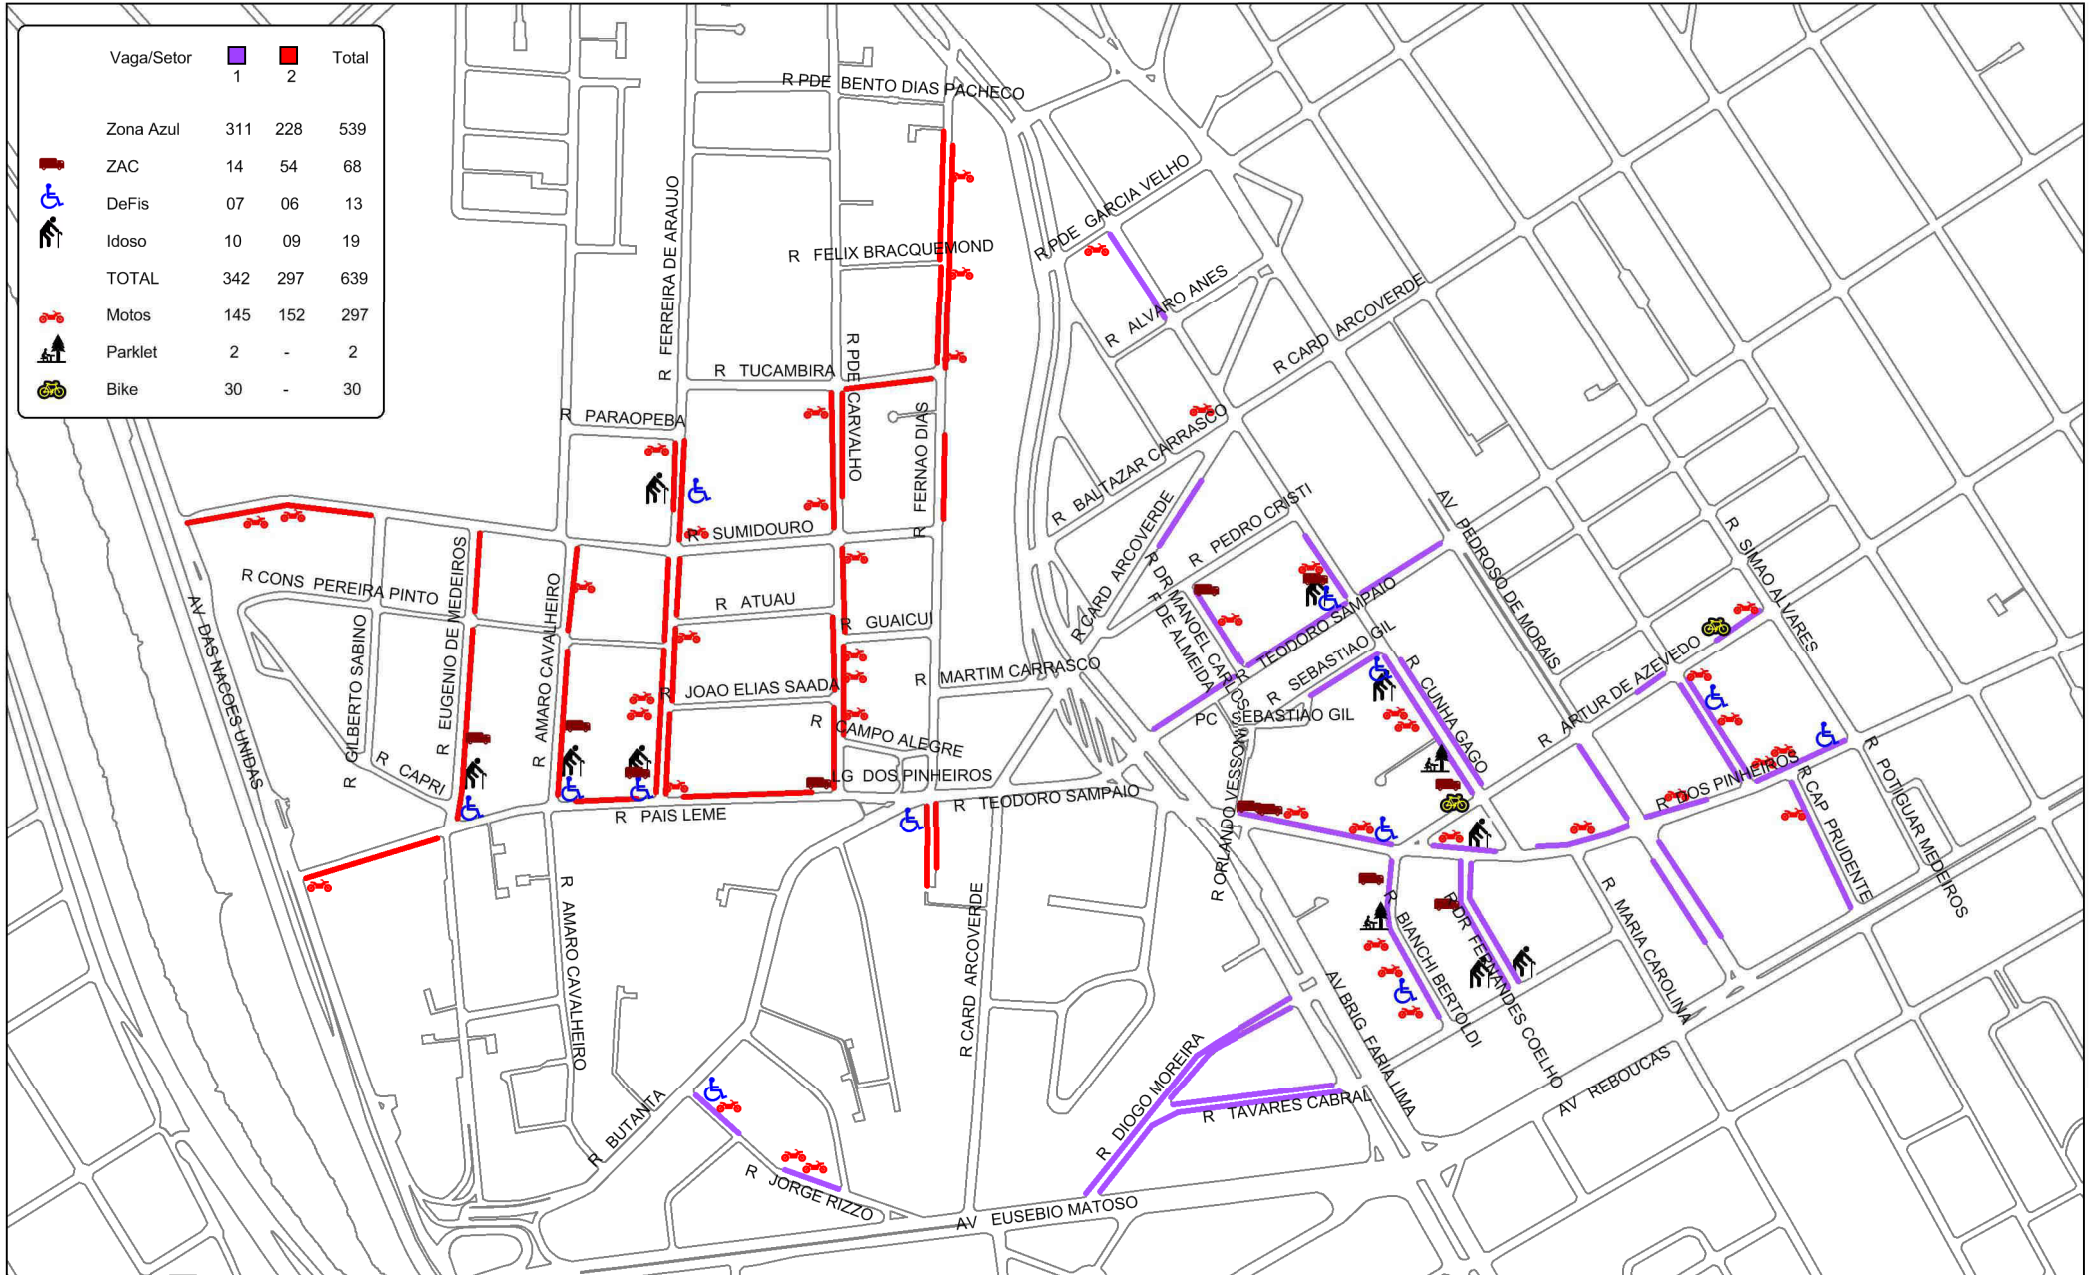 Vaga/Setor 1 2 Total
Zona Azul 311 228 539
ZAC 14 54 68
DeFis 07 06 13
Idoso 10 09 19
TOTAL 342 297 639
Motos 145 152 297
Parklet 2 - 2
Bike 30 - 30
R PDE BENTO DIAS PACHECO
R PDE GARCIA VELHO
R FELIX BRACQUEMOND
R ALVARO ANES
R CARD ARCOVERDE
R FERREIRA DE ARAUJO
R TUCAMBIRA
R PDE CARVALHO
R PARAOPEBA
R FERNAO DIAS
R BALTAZAR CARRASCO
R CARD ARCOVERDE
R PEDRO CRISTI
AV PEDROSO DE MORAIS
R SIMAO ALVARES
R SUMIDOURO
R CONS PEREIRA PINTO
R EUGENIO DE MEDEIROS
R AMARO CAVALHEIRO
R ATUAU
R GUAICUI
R DR MANOEL CARLOS
F DE ALMEIDA
R TEODORO SAMPAIO
R SEBASTIAO GIL
R CUNHA GAGO
R ARTUR DE AZEVEDO
AV DAS NACOES UNIDAS
R GILBERTO SABINO
R JOAO ELIAS SAADA
R MARTIM CARRASCO
PC SEBASTIAO GIL
R CAMPO ALEGRE
R CAPRI
LG DOS PINHEIROS
R TEODORO SAMPAIO
R PAIS LEME
R ORLANDO VESSONI
R DOS PINHEIROS
R CAP PRUDENTE
R POTIGUAR MEDEIROS
R AMARO CAVALHEIRO
R CARD ARCOVERDE
R BIANCHI BERTOLDI
R DR FERNANDES COELHO
R MARIA CAROLINA
AV BRIG FARIA LIMA
AV REBOUCAS
R DIOGO MOREIRA
R TAVARES CABRAL
R BUTANTA
R JORGE RIZZO
AV EUSEBIO MATOSO